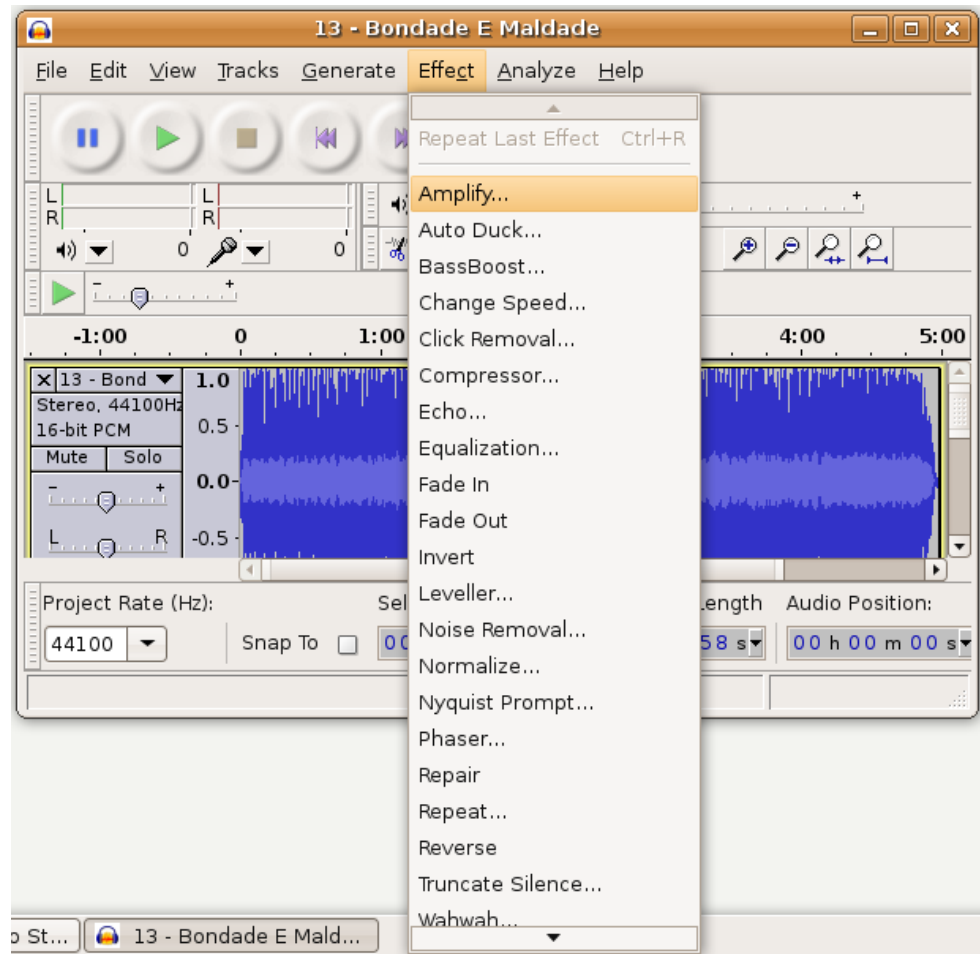 13 - Bondade E Maldade
File Edit View Tracks Generate Effect Analyze Help
Repeat Last Effect Ctrl+R
Amplify...
Auto Duck...
BassBoost...
Change Speed...
Click Removal...
Compressor...
Echo...
Equalization...
Fade In
Fade Out
Invert
Leveller...
Noise Removal...
Normalize...
Nyquist Prompt...
Phaser...
Repair
Repeat...
Reverse
Truncate Silence...
Wahwah...
L
R
L
R
- +
0
0
- +
-1:00 0 1:00 4:00 5:00
13 - Bond
Stereo, 44100Hz
16-bit PCM
Mute Solo
- +
L R
1.0
0.5
0.0
-0.5
Project Rate (Hz):
44100
Snap To
Sel
00
Length
58 s
Audio Position:
00 h 00 m 00 s
o St...
13 - Bondade E Mald...